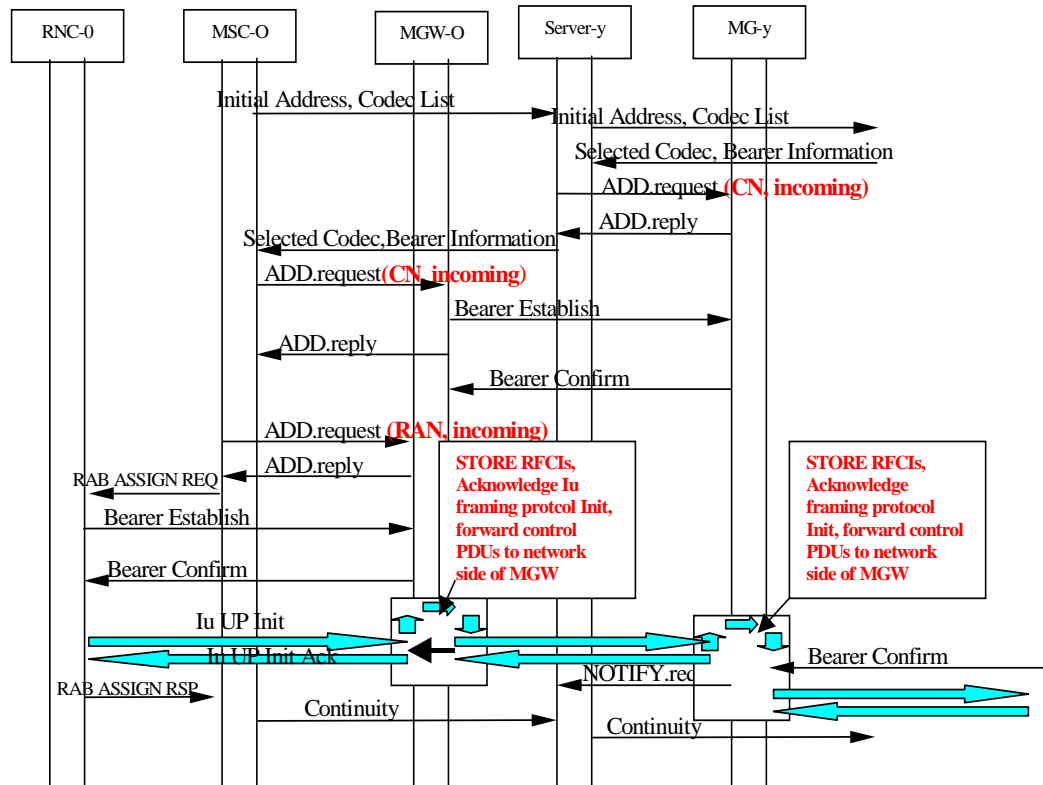 RNC-0
MSC-O
MGW-O
Server-y
MG-y
Initial Address, Codec List
Initial Address, Codec List
Selected Codec, Bearer Information
ADD.request (CN, incoming)
ADD.reply
Selected Codec,Bearer Information
ADD.request(CN, incoming)
Bearer Establish
ADD.reply
Bearer Confirm
ADD.request (RAN, incoming)
ADD.reply
RAB ASSIGN REQ
Bearer Establish
Bearer Confirm
STORE RFCIs,
Acknowledge Iu
framing protcol Init,
forward control
PDUs to network
side of MGW
STORE RFCIs,
Acknowledge
framing protocol
Init, forward control
PDUs to network
side of MGW
Iu UP Init
Iu UP Init Ack
Bearer Confirm
NOTIFY.req
RAB ASSIGN RSP
Continuity
Continuity